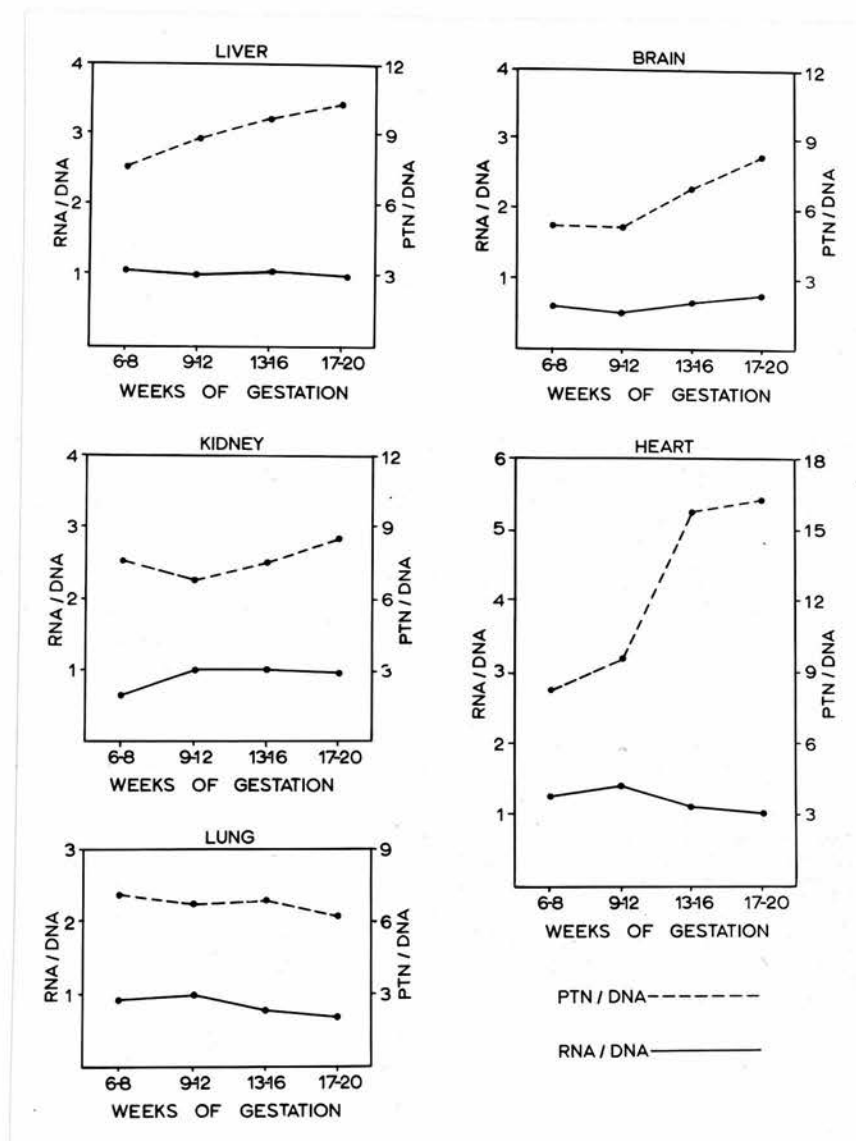 LIVER
4
3
2
1
RNA / DNA
12
9
6
3
PTN / DNA
6-8 9-12 13-16 17-20
WEEKS OF GESTATION
BRAIN
4
3
2
1
RNA / DNA
12
9
6
3
PTN / DNA
6-8 9-12 13-16 17-20
WEEKS OF GESTATION
KIDNEY
4
3
2
1
RNA / DNA
12
9
6
3
PTN / DNA
6-8 9-12 13-16 17-20
WEEKS OF GESTATION
HEART
6
5
4
3
2
1
RNA / DNA
18
15
12
9
6
3
PTN / DNA
6-8 9-12 13-16 17-20
WEEKS OF GESTATION
LUNG
3
2
1
RNA / DNA
9
6
3
PTN / DNA
6-8 9-12 13-16 17-20
WEEKS OF GESTATION
PTN / DNA
RNA / DNA